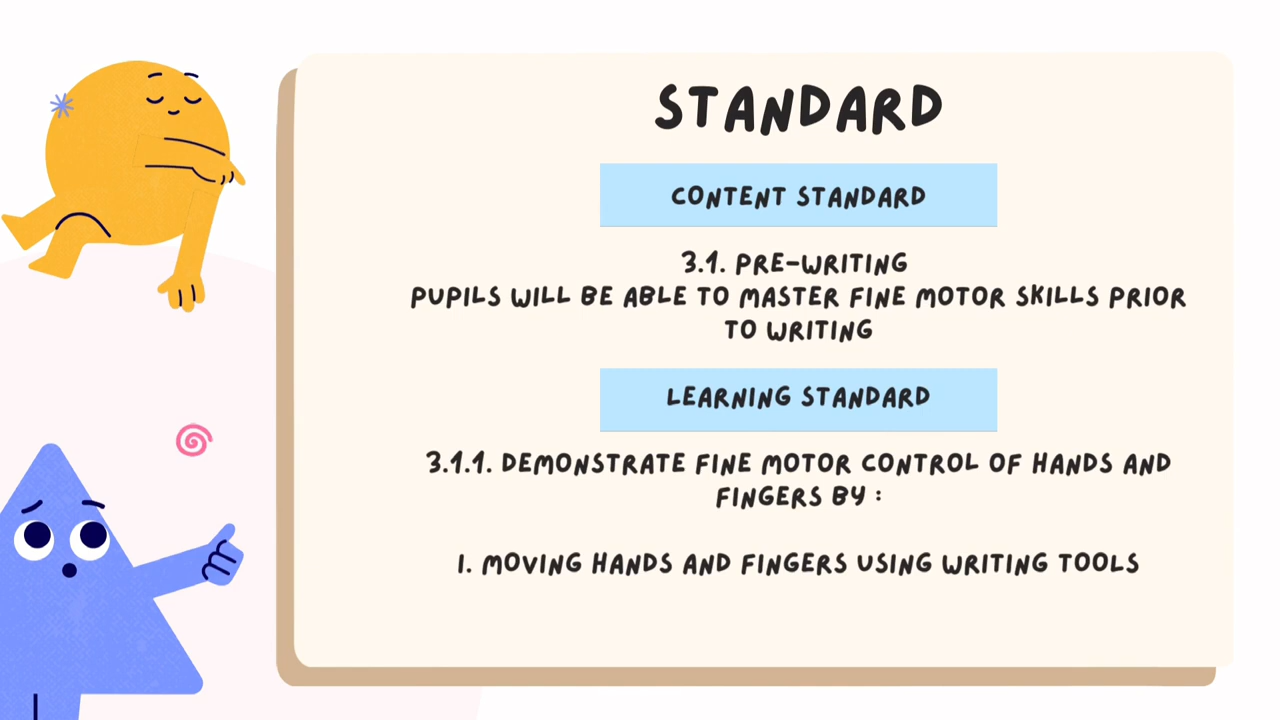 STANDARD
CONTENT STANDARD
3.1. PRE-WRITING
PUPILS WILL BE ABLE TO MASTER FINE MOTOR SKILLS PRIOR
TO WRITING
LEARNING STANDARD
3.1.1. DEMONSTRATE FINE MOTOR CONTROL OF HANDS AND
FINGERS BY :
I. MOVING HANDS AND FINGERS USING WRITING TOOLS